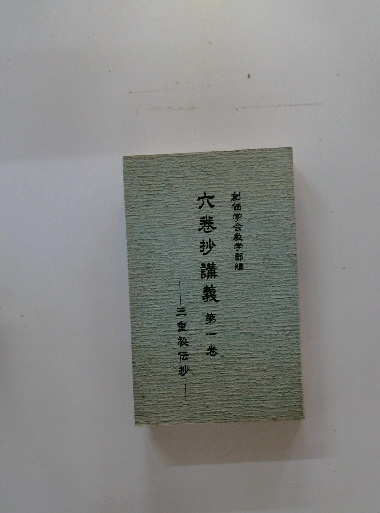 創価学会教学部編
六巻抄講義 第一巻
――三重秘伝抄――